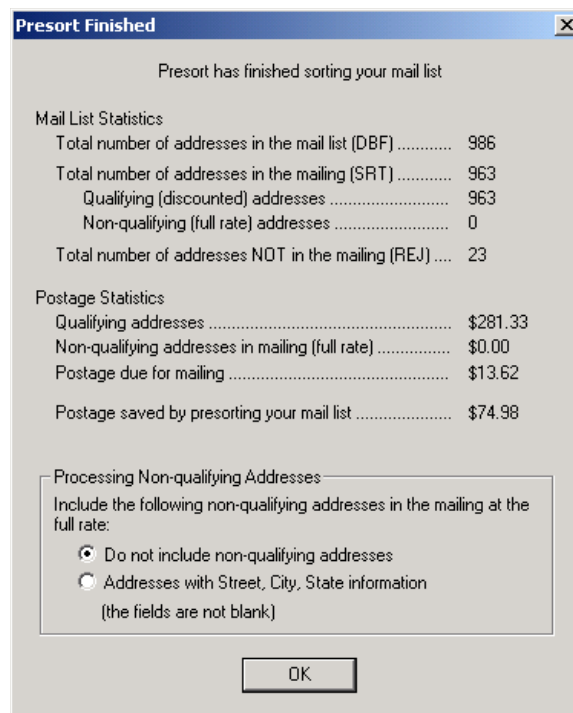 Presort Finished
Presort has finished sorting your mail list
Mail List Statistics
Total number of addresses in the mail list (DBF) ........... 986
Total number of addresses in the mailing (SRT) ............ 963
Qualifying (discounted) addresses ......................... 963
Non-qualifying (full rate) addresses ........................ 0
Total number of addresses NOT in the mailing (REJ) .... 23
Postage Statistics
Qualifying addresses ................................................... $281.33
Non-qualifying addresses in mailing (full rate) ................ $0.00
Postage due for mailing ............................................... $13.62
Postage saved by presorting your mail list ..................... $74.98
Processing Non-qualifying Addresses
Include the following non-qualifying addresses in the mailing at the
full rate:
Do not include non-qualifying addresses
Addresses with Street, City, State information
(the fields are not blank)
OK